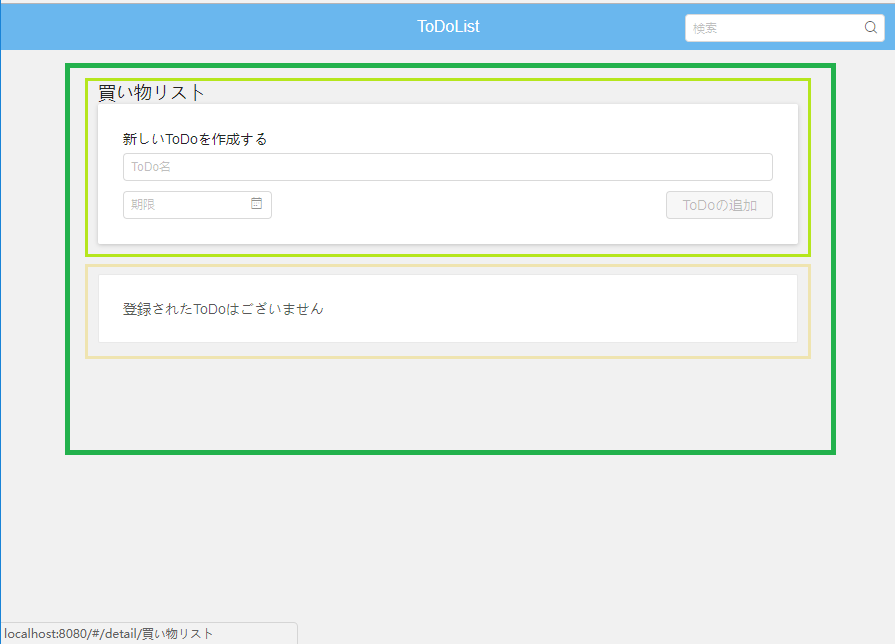 ToDoList
検索
買い物リスト
新しいToDoを作成する
ToDo名
期限
ToDoの追加
登録されたToDoはございません
localhost:8080/#/detail/買い物リスト